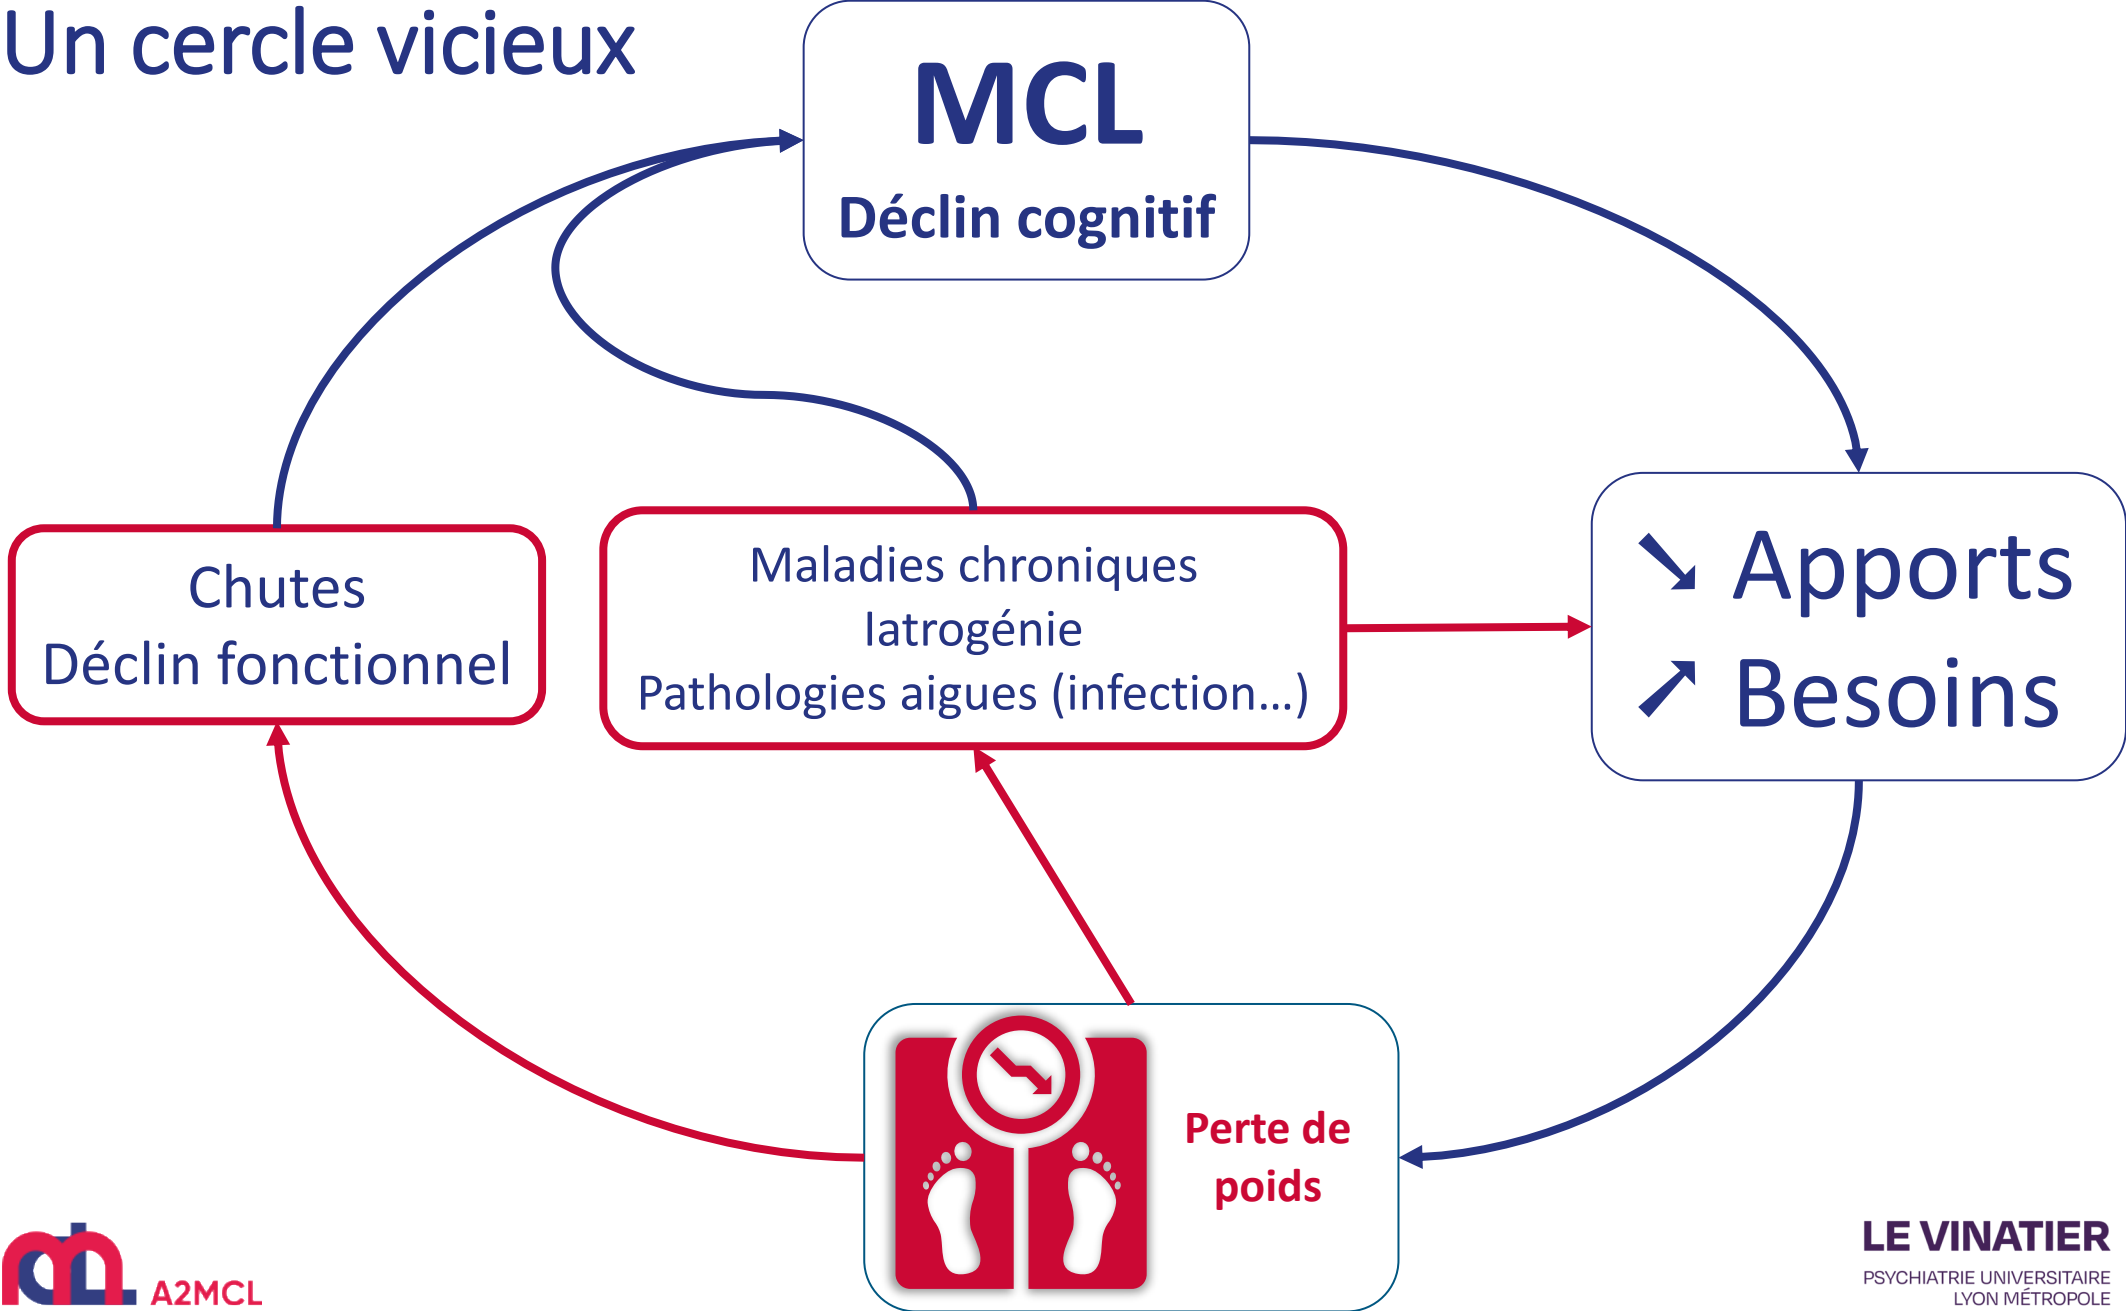 Un cercle vicieux
MCL
Déclin cognitif
Chutes
Déclin fonctionnel
Maladies chroniques
Iatrogénie
Pathologies aigues (infection...)
↘ Apports
↗ Besoins
Perte de
poids
A2MCL
LE VINATIER
PSYCHIATRIE UNIVERSITAIRE
LYON MÉTROPOLE